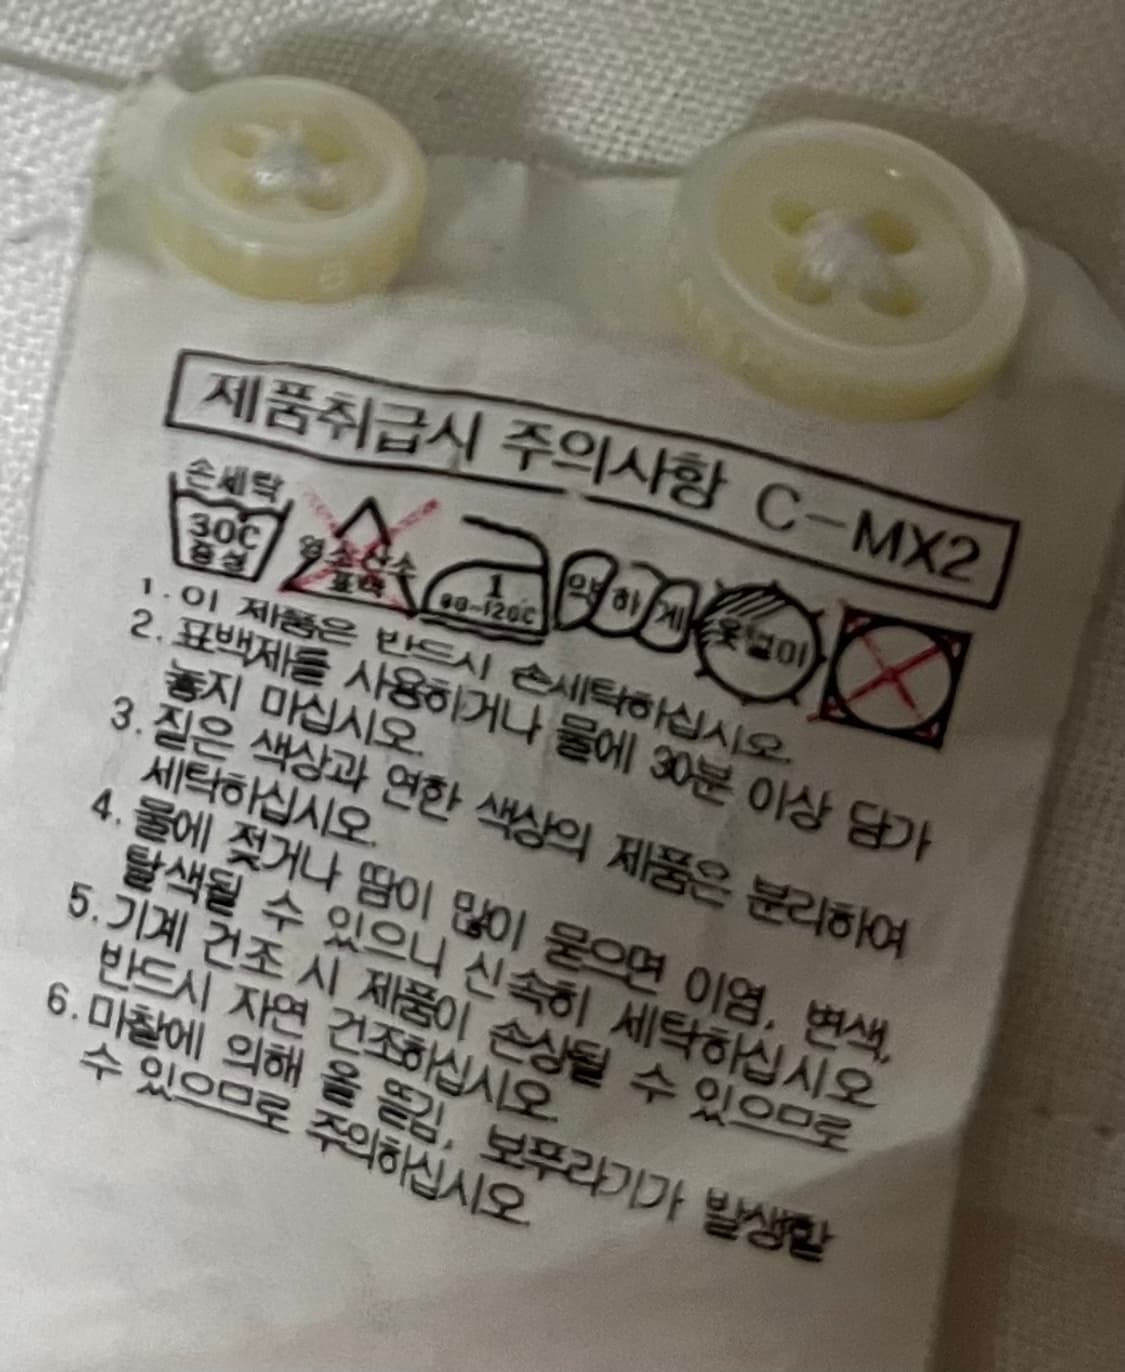 제품취급시 주의사항 C-MX2
손세탁
30C
중성
염소산소
표백
1
80-120C
약하게
옷걸이
1. 이 제품은 반드시 손세탁하십시오.
2. 표백제를 사용하거나 물에 30분 이상 담가
놓지 마십시오.
3. 짙은 색상과 연한 색상의 제품은 분리하여
세탁하십시오.
4. 물에 젖거나 땀이 많이 묻으면 이염, 변색,
탈색될 수 있으니 신속히 세탁하십시오
5. 기계 건조 시 제품이 손상될 수 있으므로
반드시 자연 건조하십시오.
6. 마찰에 의해 올 뜯김, 보푸라기가 발생할
수 있으므로 주의하십시오.